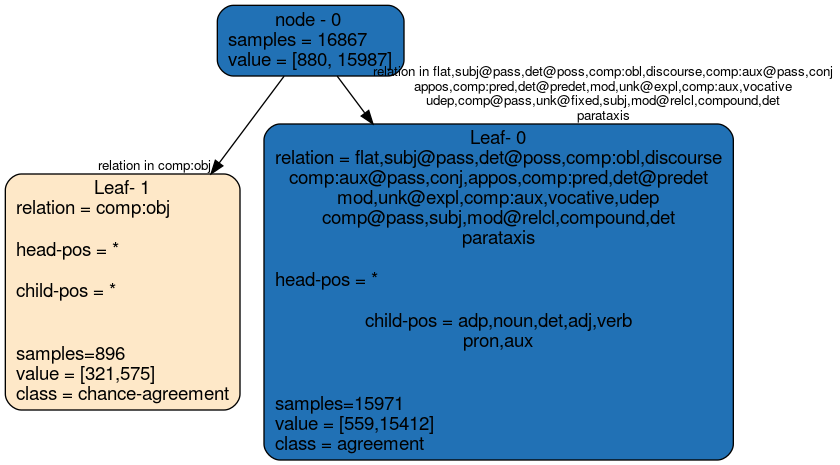 node - 0
samples = 16867
value = [880, 15987]
relation in flat,subj@pass,det@poss,comp:obl,discourse,comp:aux@pass,conj
appos,comp:pred,det@predet,mod,unk@expl,comp:aux,vocative
udep,comp@pass,unk@fixed,subj,mod@relcl,compound,det
parataxis
relation in comp:obj
Leaf- 1
relation = comp:obj
head-pos = *
child-pos = *
samples=896
value = [321,575]
class = chance-agreement
Leaf- 0
relation = flat,subj@pass,det@poss,comp:obl,discourse
comp:aux@pass,conj,appos,comp:pred,det@predet
mod,unk@expl,comp:aux,vocative,udep
comp@pass,subj,mod@relcl,compound,det
parataxis
head-pos = *
child-pos = adp,noun,det,adj,verb
pron,aux
samples=15971
value = [559,15412]
class = agreement